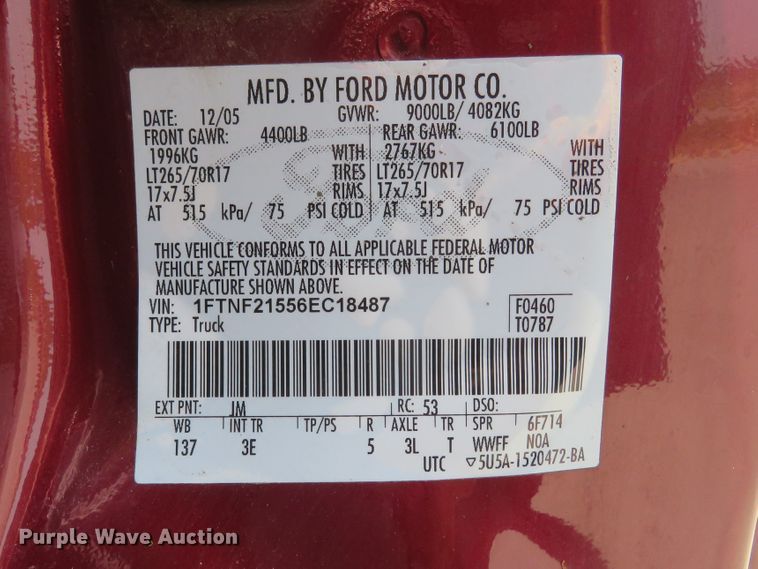 MFD. BY FORD MOTOR CO.
DATE: 12/05 GVWR: 9000LB/ 4082KG
FRONT GAWR: 4400LB REAR GAWR: 6100LB
1996KG WITH 2767KG WITH
LT265/70R17 TIRES LT265/70R17 TIRES
17x7.5J RIMS 17x7.5J RIMS
AT 515 kPa/ 75 PSI COLD AT 515 kPa/ 75 PSI COLD
THIS VEHICLE CONFORMS TO ALL APPLICABLE FEDERAL MOTOR
VEHICLE SAFETY STANDARDS IN EFFECT ON THE DATE OF
MANUFACTURE SHOWN ABOVE.
VIN: 1FTNF21556EC18487 F0460
TYPE: Truck T0787
EXT PNT: JM RC: 53 DSO:
WB INT TR TP/PS R AXLE TR SPR 6F714
137 3E 5 3L T WWFF NOA
UTC ▽5U5A-1520472-BA
Purple Wave Auction